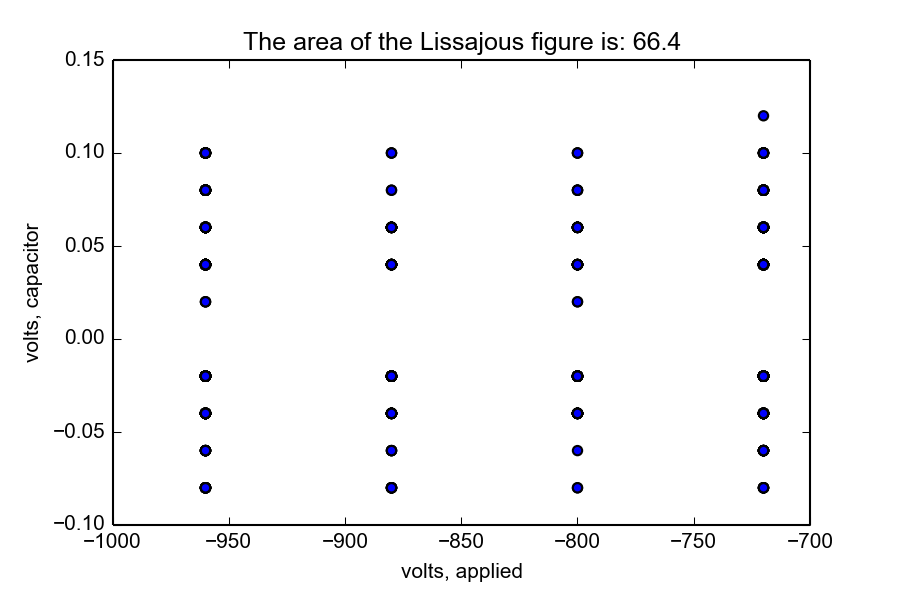 The area of the Lissajous figure is: 66.4
0.15
0.10
0.05
0.00
−0.05
−0.10
volts, capacitor
−1000 −950 −900 −850 −800 −750 −700
volts, applied